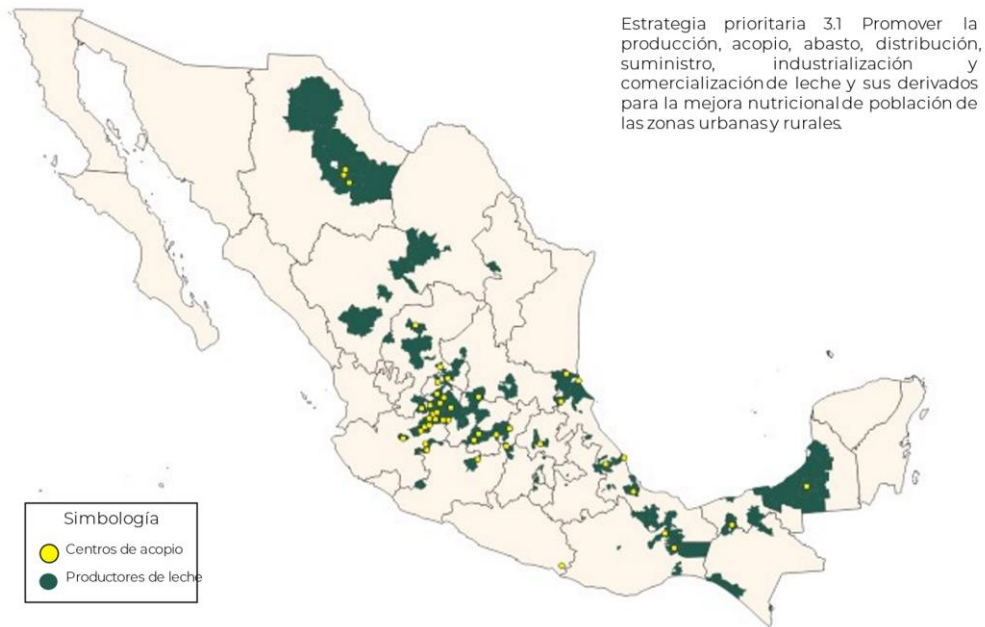 Estrategia prioritaria 3.1 Promover la
producción, acopio, abasto, distribución,
suministro, industrialización y
comercialización de leche y sus derivados
para la mejora nutricional de población de
las zonas urbanas y rurales.
Simbología
Centros de acopio
Productores de leche